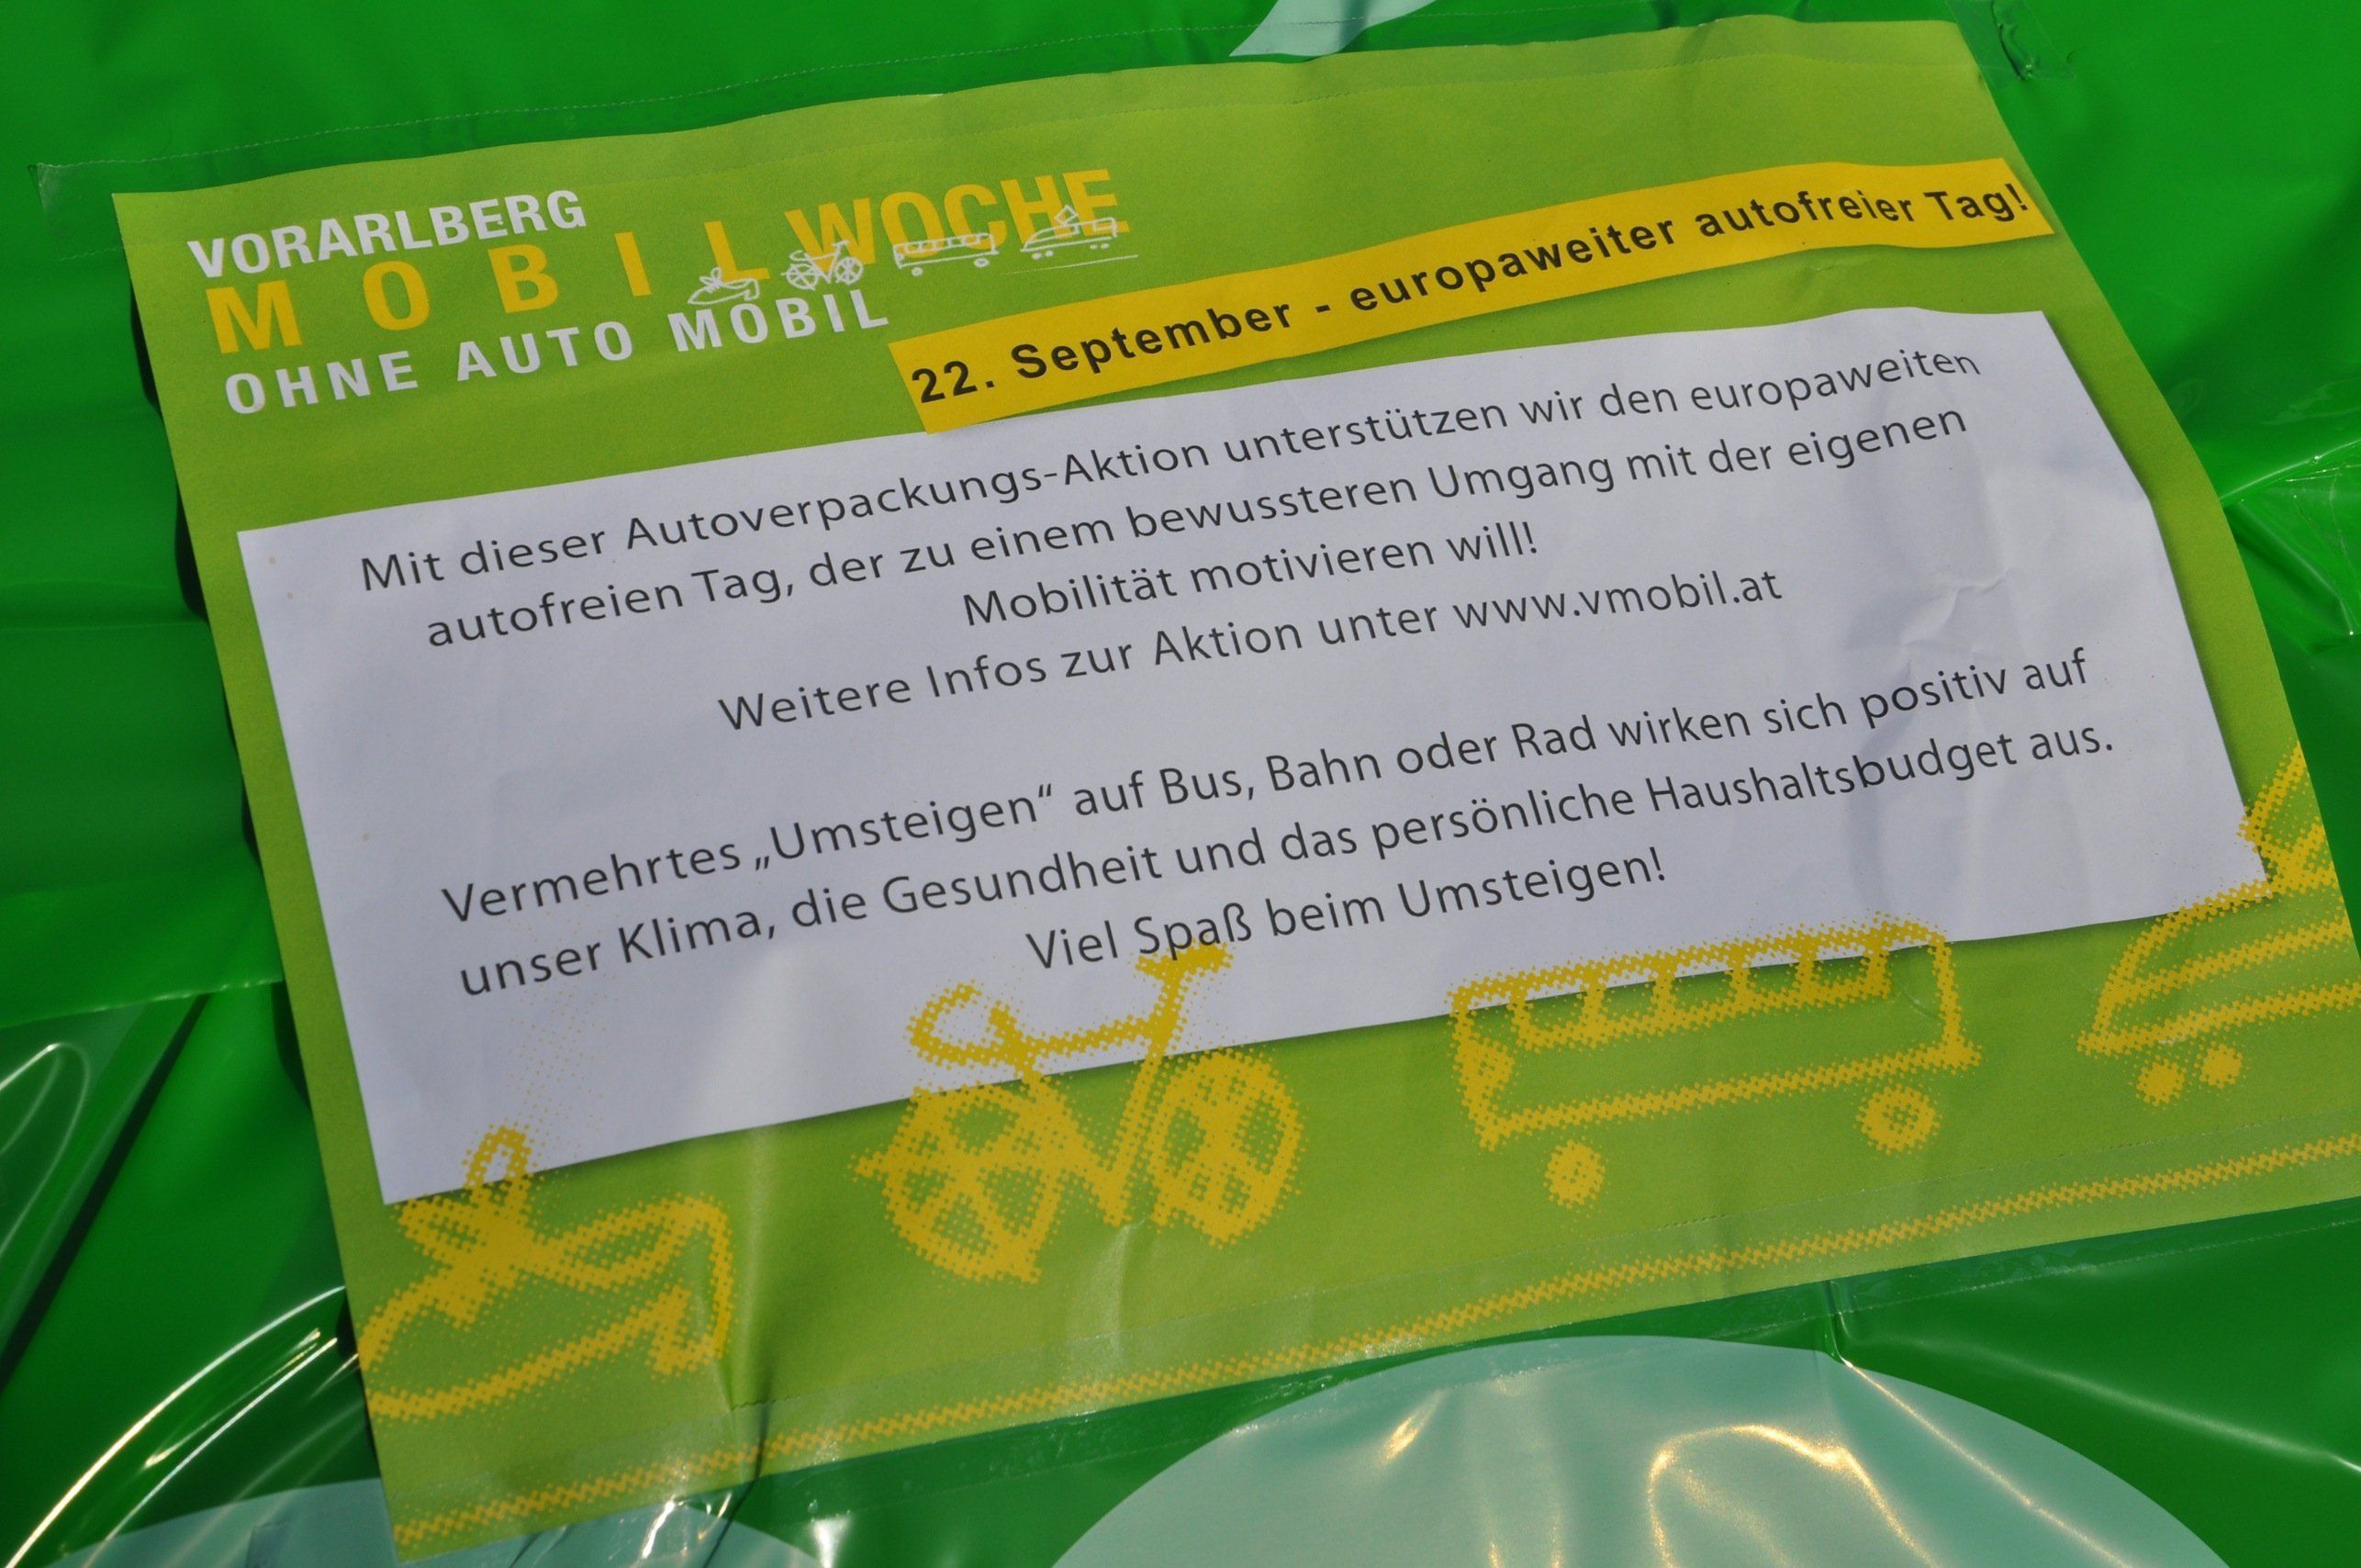 VORARLBERG
MOBILWOCHE
OHNE AUTO MOBIL
22. September - europaweiter autofreier Tag!
Mit dieser Autoverpackungs-Aktion unterstützen wir den europaweiten
autofreien Tag, der zu einem bewussteren Umgang mit der eigenen
Mobilität motivieren will!
Weitere Infos zur Aktion unter www.vmobil.at
Vermehrtes „Umsteigen“ auf Bus, Bahn oder Rad wirken sich positiv auf
unser Klima, die Gesundheit und das persönliche Haushaltsbudget aus.
Viel Spaß beim Umsteigen!